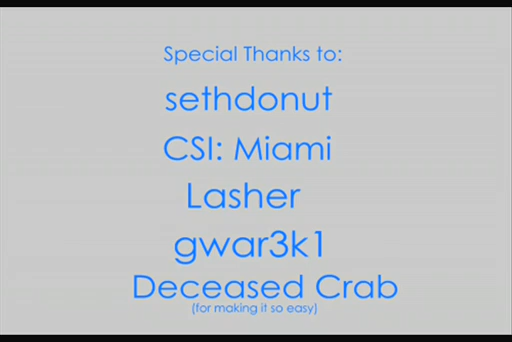 Special Thanks to:
sethdonut
CSI: Miami
Lasher
gwar3k1
Deceased Crab
(for making it so easy)